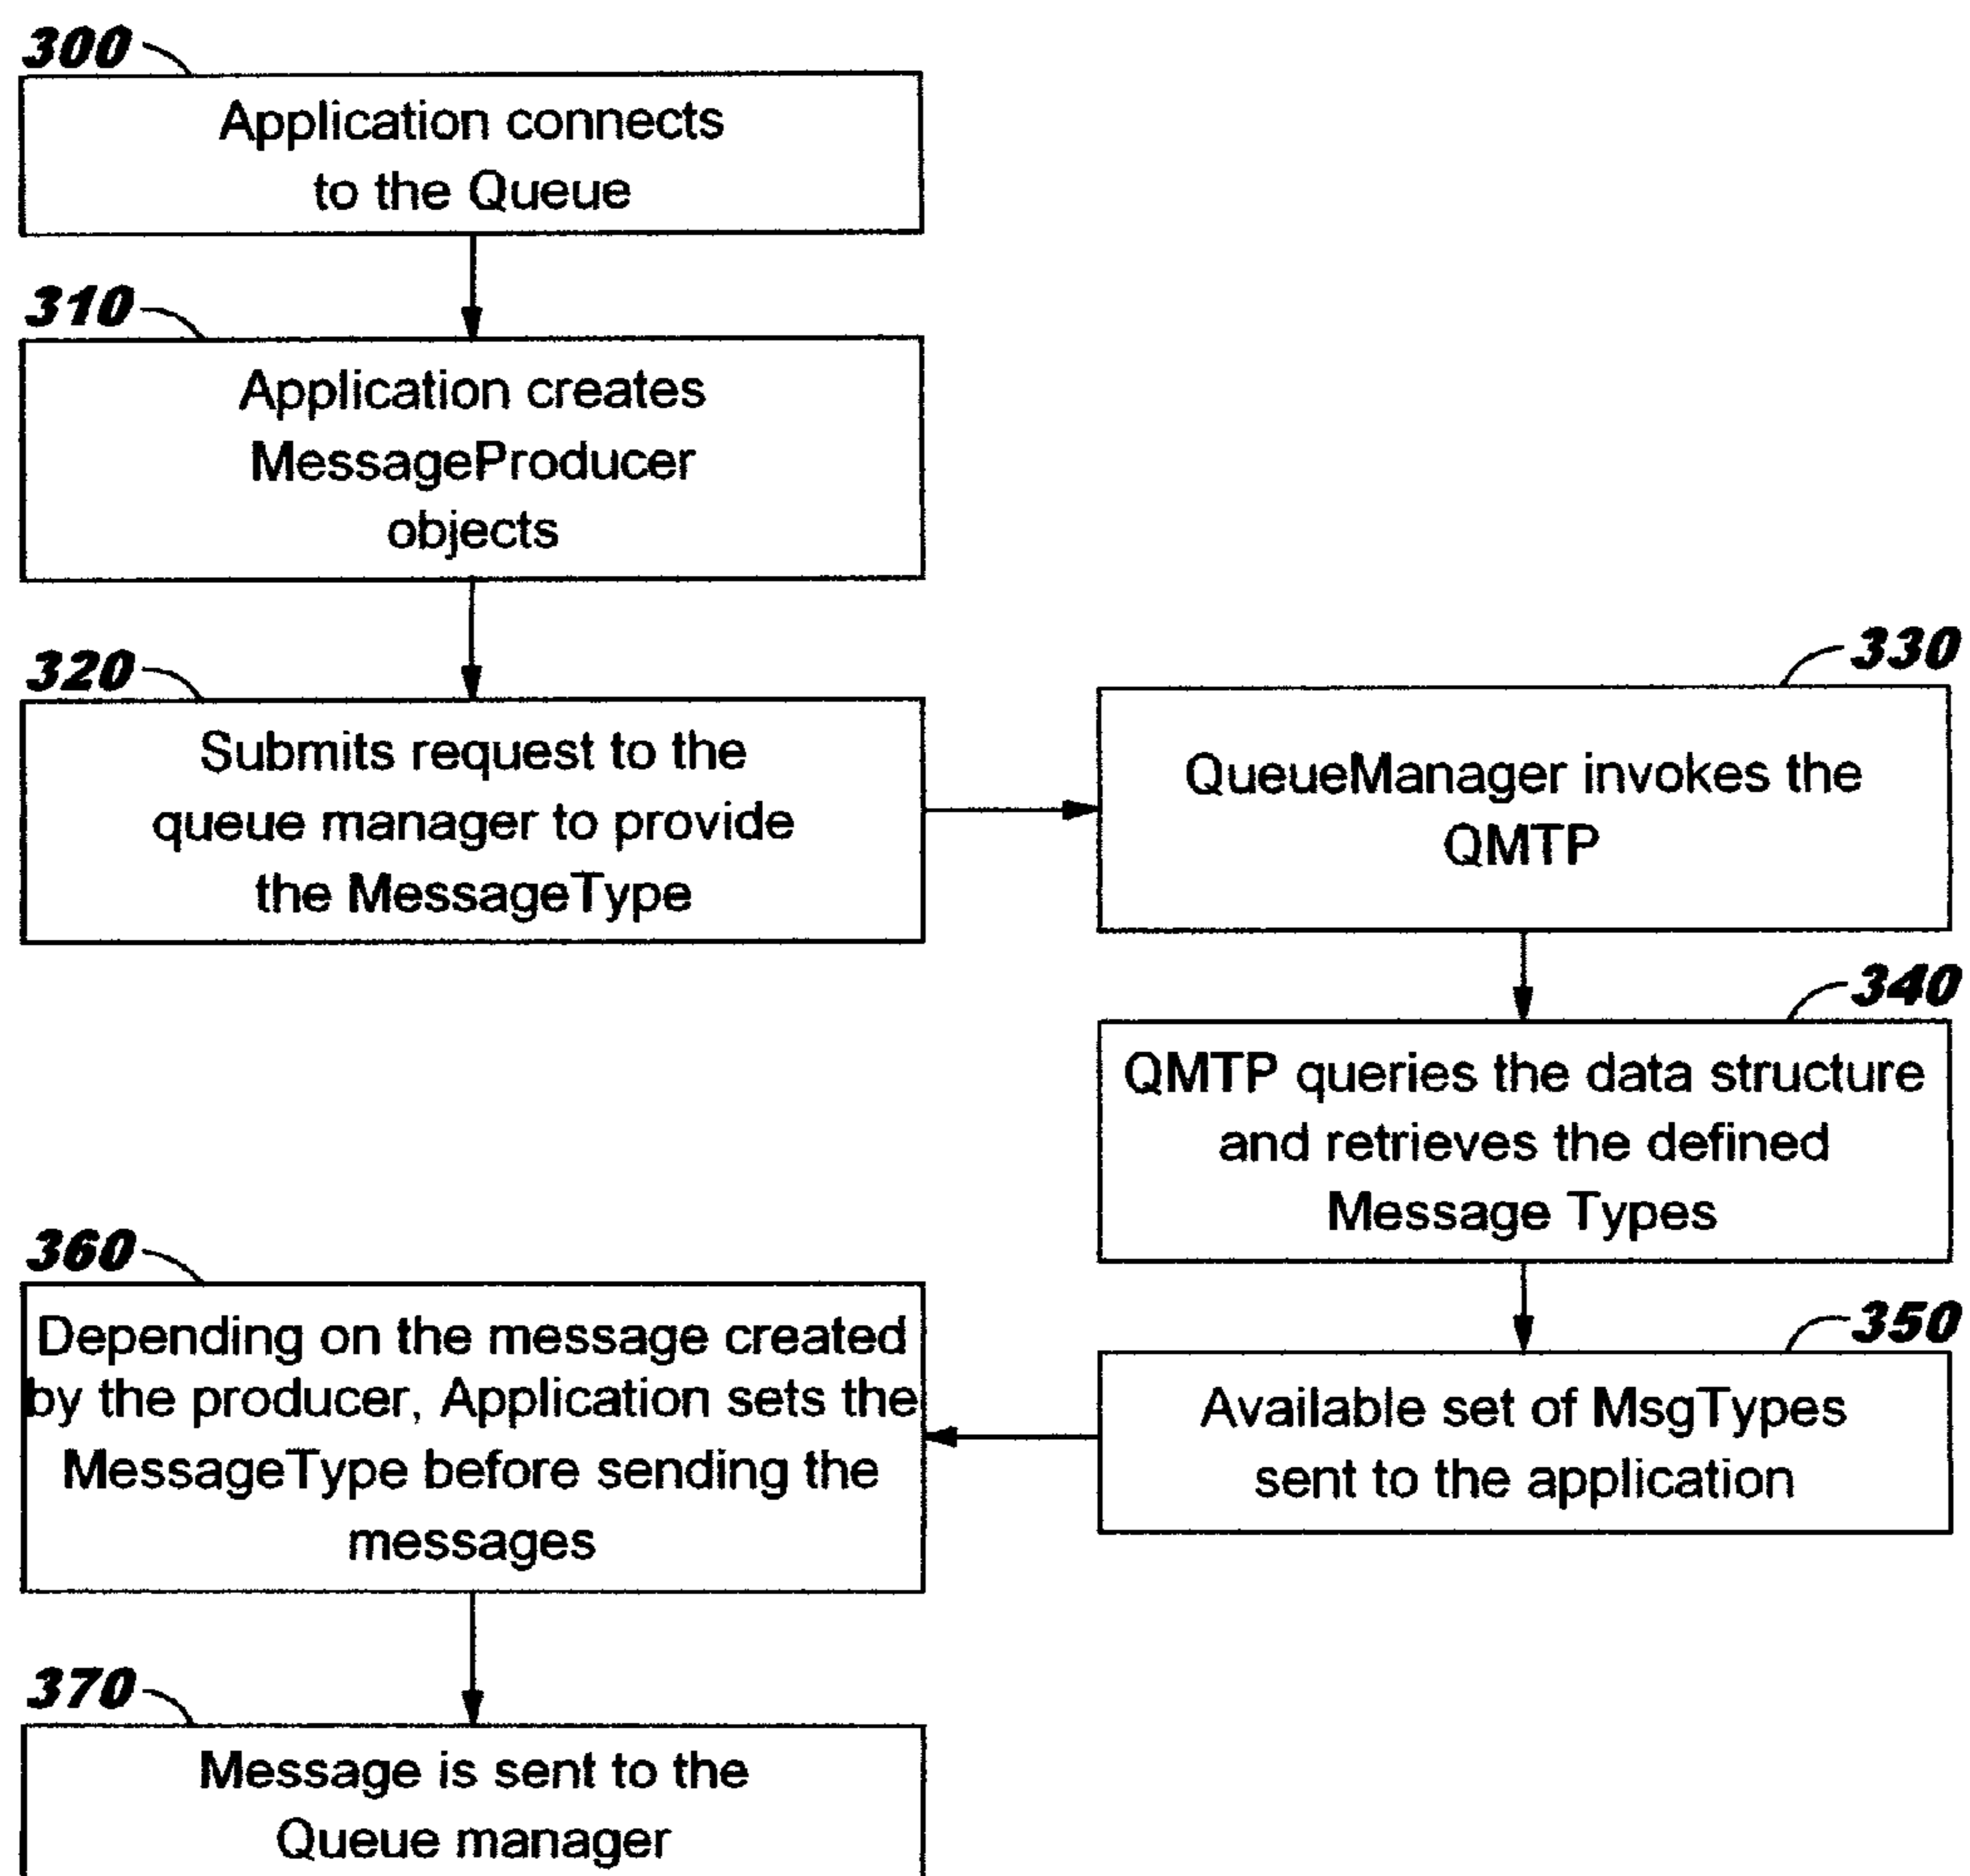 300
Application connects
to the Queue
310
Application creates
MessageProducer
objects
320
Submits request to the
queue manager to provide
the MessageType
330
QueueManager invokes the
QMTP
340
QMTP queries the data structure
and retrieves the defined
Message Types
350
Available set of MsgTypes
sent to the application
360
Depending on the message created
by the producer, Application sets the
MessageType before sending the
messages
370
Message is sent to the
Queue manager